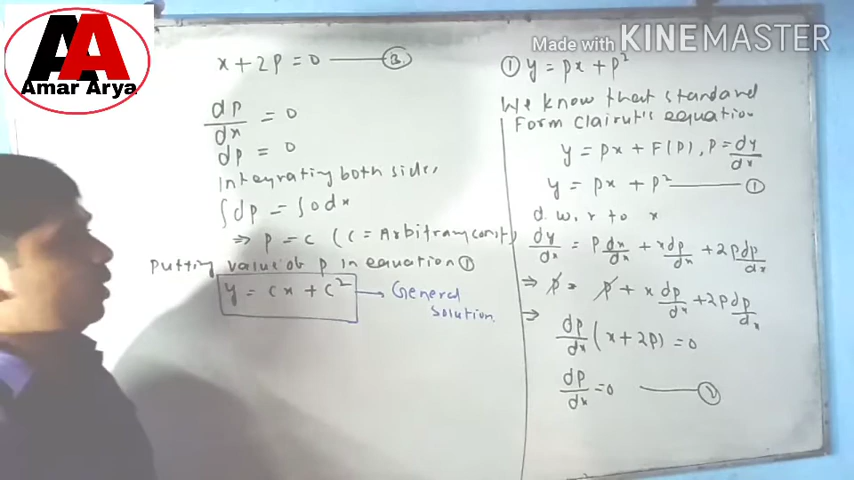 AA
Amar Arya
Made with KINEMASTER
① y = px + p²
We know that standard
Form Clairut's equation
y = px + F(P), P = dy/dx
y = px + p² ——— ①
d. w. r to x
dy/dx = p dx/dx + x dp/dx + 2p dp/dx
⇒ p = p + x dp/dx + 2p dp/dx
⇒ dp/dx (x + 2p) = 0
dp/dx = 0 ——— ②
x + 2p = 0 ——— ③
dp/dx = 0
dp = 0
Integrating both side,
∫dp = ∫0 dx
⇒ p = c (c = Arbitrary const)
Putting value of p in equation ①
y = cx + c² → General
solution